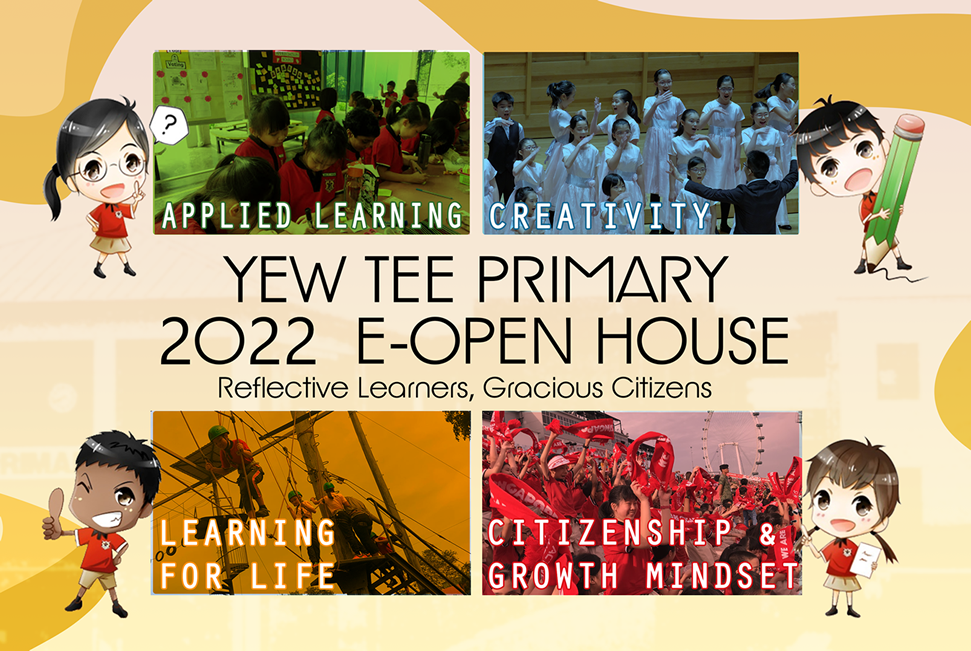 Voting
?
APPLIED LEARNING
CREATIVITY
YEW TEE PRIMARY
2022 E-OPEN HOUSE
Reflective Learners, Gracious Citizens
LEARNING
FOR LIFE
CITIZENSHIP &
GROWTH MINDSET